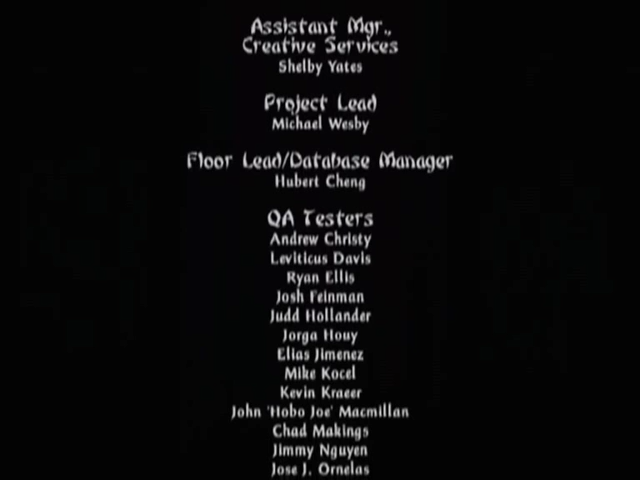 Assistant Mgr.,
Creative Services
Shelby Yates
Project Lead
Michael Wesby
Floor Lead/Database Manager
Hubert Cheng
QA Testers
Andrew Christy
Leviticus Davis
Ryan Ellis
Josh Feinman
Judd Hollander
Jorga Houy
Elias Jimenez
Mike Kocel
Kevin Kraeer
John 'Hobo Joe' Macmillan
Chad Makings
Jimmy Nguyen
Jose J. Ornelas